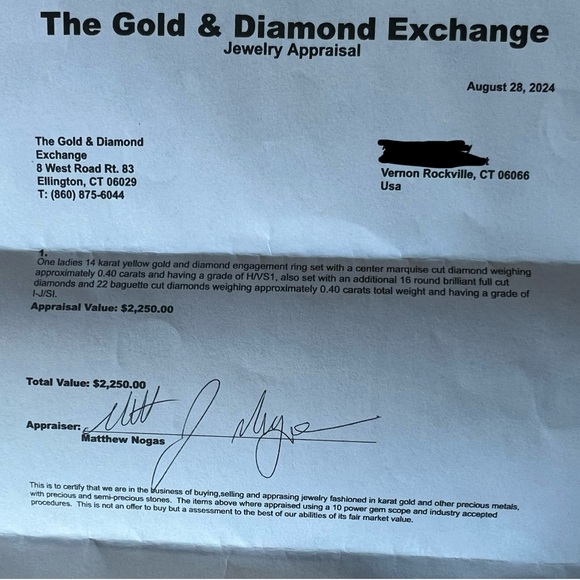 The Gold & Diamond Exchange
Jewelry Appraisal
August 28, 2024
The Gold & Diamond
Exchange
8 West Road Rt. 83
Ellington, CT 06029
T: (860) 875-6044
Vernon Rockville, CT 06066
Usa
1.
One ladies 14 karat yellow gold and diamond engagement ring set with a center marquise cut diamond weighing
approximately 0.40 carats and having a grade of H/VS1, also set with an additional 16 round brilliant full cut
diamonds and 22 baguette cut diamonds weighing approximately 0.40 carats total weight and having a grade of
I-J/SI.
Appraisal Value: $2,250.00
Total Value: $2,250.00
Appraiser:
Matthew Nogas
This is to certify that we are in the business of buying,selling and apprasing jewelry fashioned in karat gold and other precious metals,
with precious and semi-precious stones. The items above where appraised using a 10 power gem scope and industry accepted
procedures. This is not an offer to buy but a assessment to the best of our abilities of its fair market value.